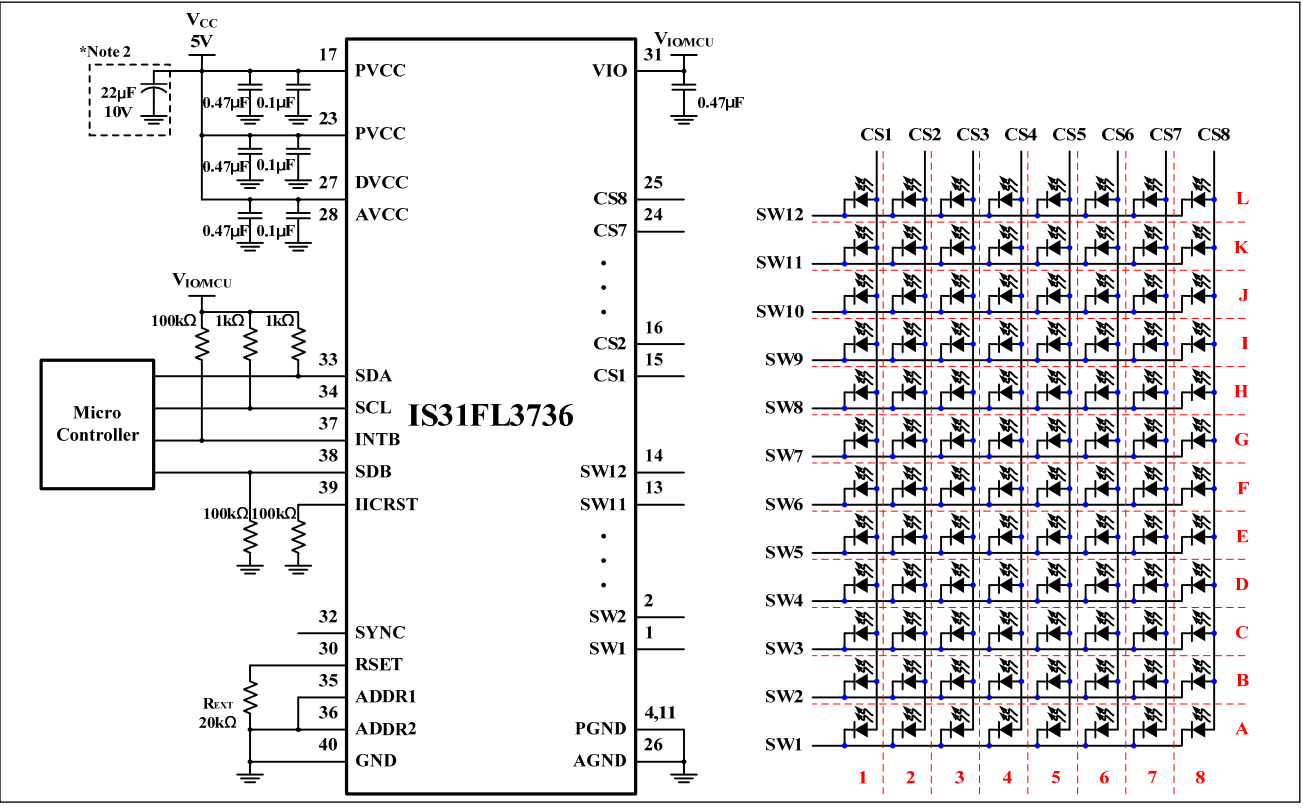 VCC
5V
*Note 2
22µF
10V
0.47µF
0.1µF
0.47µF
0.1µF
0.47µF
0.1µF
17
PVCC
23
PVCC
27
DVCC
28
AVCC
VIO/MCU
100kΩ
1kΩ
1kΩ
Micro
Controller
33
SDA
34
SCL
37
INTB
38
SDB
39
IICRST
100kΩ
100kΩ
32
SYNC
30
RSET
35
ADDR1
36
ADDR2
40
GND
REXT
20kΩ
IS31FL3736
VIO/MCU
31
VIO
0.47µF
25
CS8
24
CS7
16
CS2
15
CS1
14
SW12
13
SW11
2
SW2
1
SW1
4,11
PGND
26
AGND
CS1 CS2 CS3 CS4 CS5 CS6 CS7 CS8
SW12 L
SW11 K
SW10 J
SW9 I
SW8 H
SW7 G
SW6 F
SW5 E
SW4 D
SW3 C
SW2 B
SW1 A
1 2 3 4 5 6 7 8